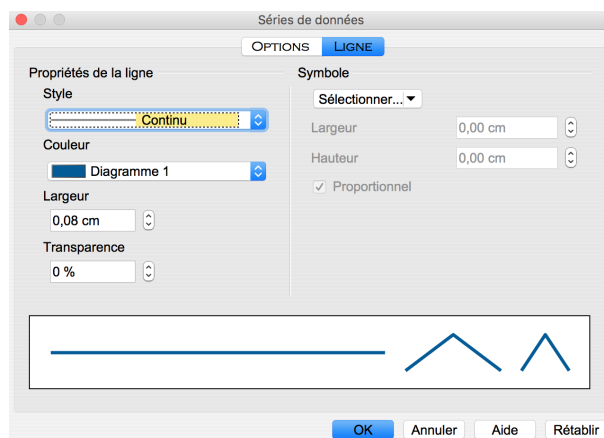 Séries de données
OPTIONS LIGNE
Propriétés de la ligne
Style
Continu
Couleur
Diagramme 1
Largeur
0,08 cm
Transparence
0 %
Symbole
Sélectionner...
Largeur 0,00 cm
Hauteur 0,00 cm
Proportionnel
OK Annuler Aide Rétablir